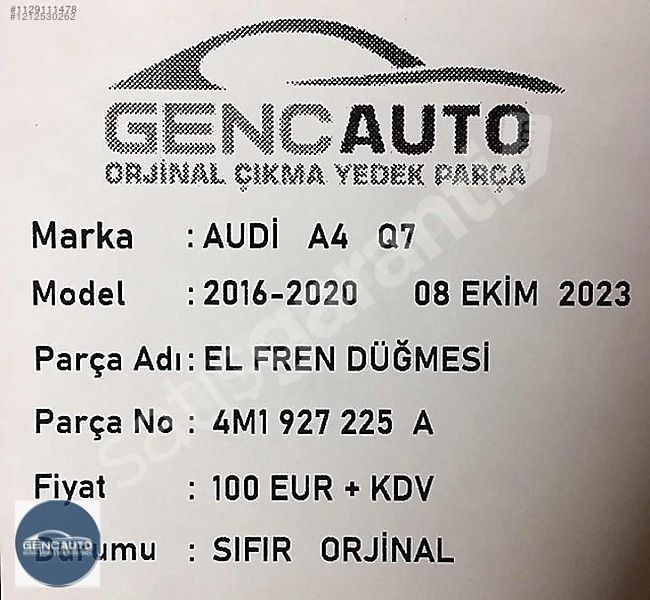 #1129111478
#1212530262
GENCAUTO
ORJİNAL ÇIKMA YEDEK PARÇA
Marka : AUDİ A4 Q7
Model : 2016-2020 08 EKİM 2023
Parça Adı : EL FREN DÜĞMESİ
Parça No : 4M1 927 225 A
Fiyat : 100 EUR + KDV
Durumu : SIFIR ORJİNAL
GENCAUTO